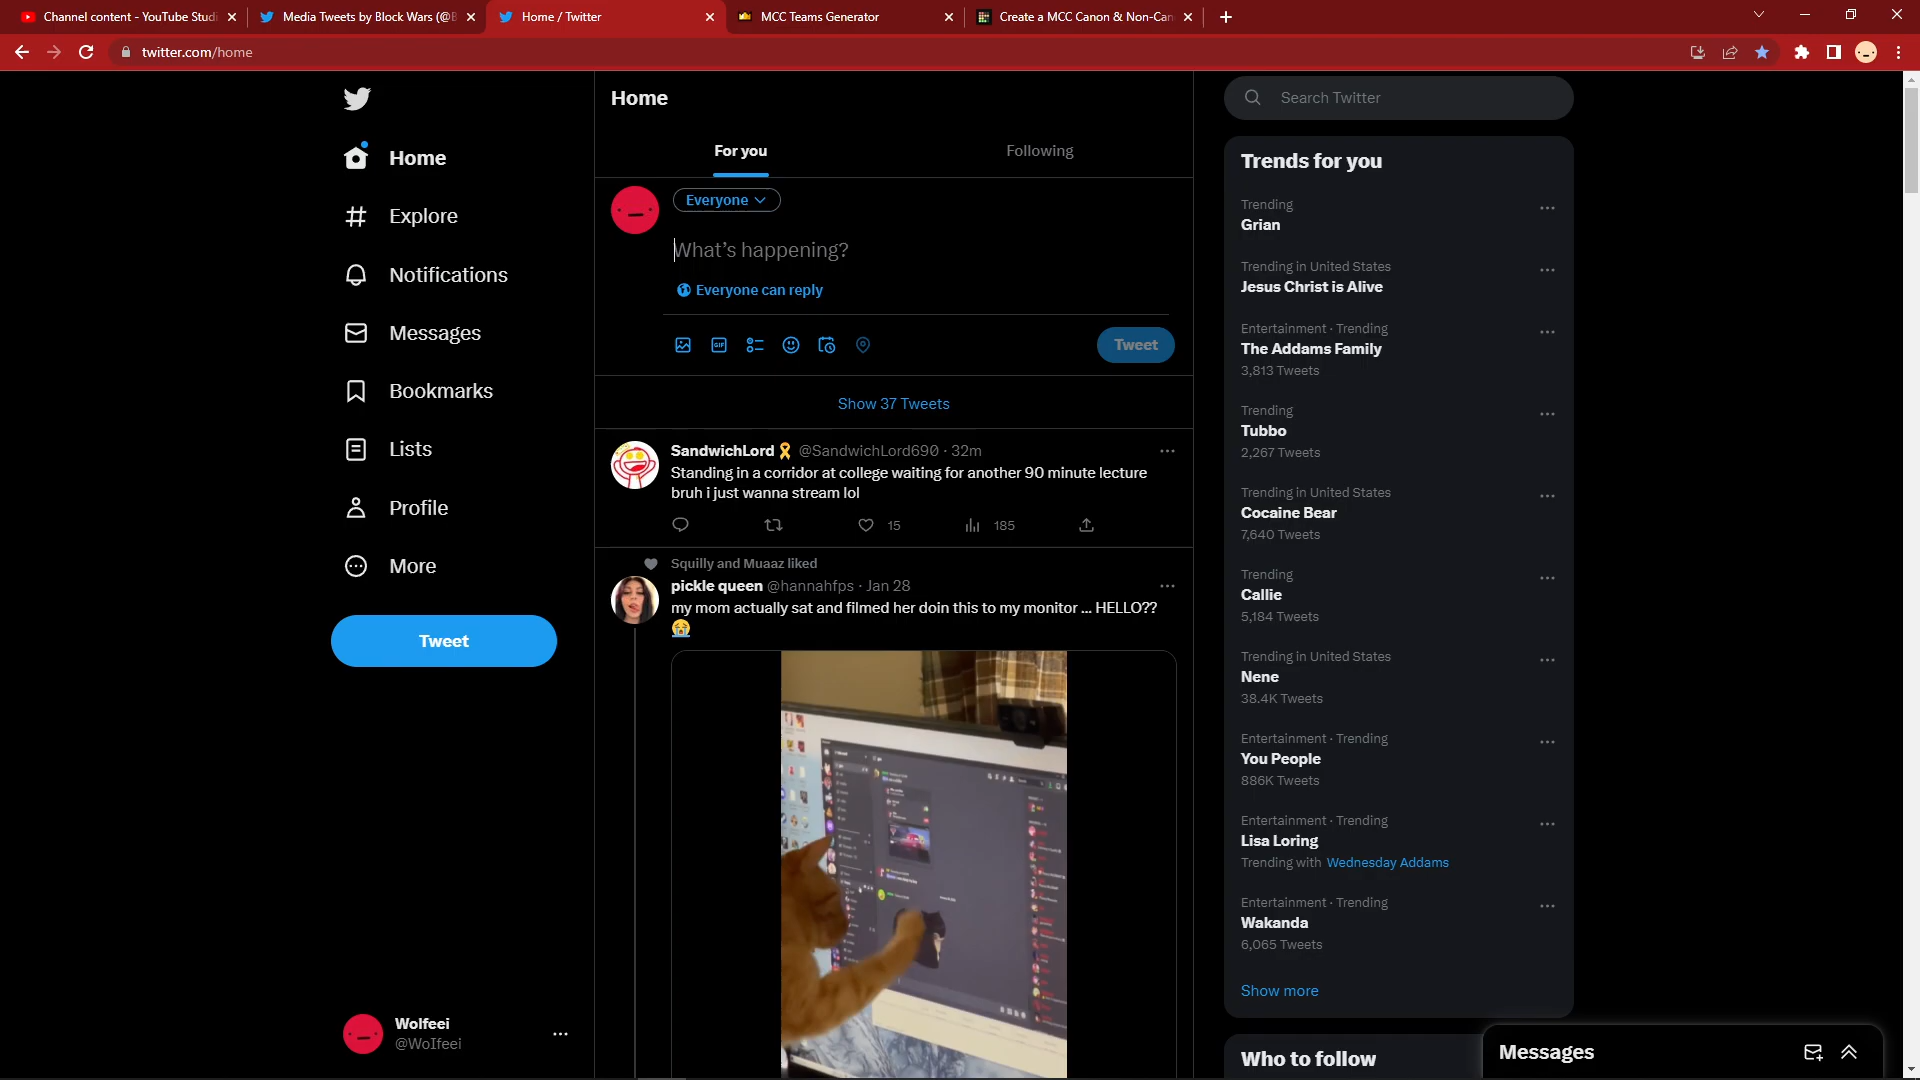 Channel content - YouTube Studi
Media Tweets by Block Wars (@B
Home / Twitter
MCC Teams Generator
Create a MCC Canon & Non-Can
twitter.com/home
Home
Explore
Notifications
Messages
Bookmarks
Lists
Profile
More
Tweet
Wolfeei
@WoIfeei
Home
For you
Following
Everyone
What's happening?
Everyone can reply
GIF
Tweet
Show 37 Tweets
SandwichLord🎗 @SandwichLord690 · 32m
Standing in a corridor at college waiting for another 90 minute lecture
bruh i just wanna stream lol
15
185
Squilly and Muaaz liked
pickle queen @hannahfps · Jan 28
my mom actually sat and filmed her doin this to my monitor ... HELLO??
😭
Search Twitter
Trends for you
Trending
Grian
Trending in United States
Jesus Christ is Alive
Entertainment · Trending
The Addams Family
3,813 Tweets
Trending
Tubbo
2,267 Tweets
Trending in United States
Cocaine Bear
7,640 Tweets
Trending
Callie
5,184 Tweets
Trending in United States
Nene
38.4K Tweets
Entertainment · Trending
You People
886K Tweets
Entertainment · Trending
Lisa Loring
Trending with Wednesday Addams
Entertainment · Trending
Wakanda
6,065 Tweets
Show more
Who to follow
Messages